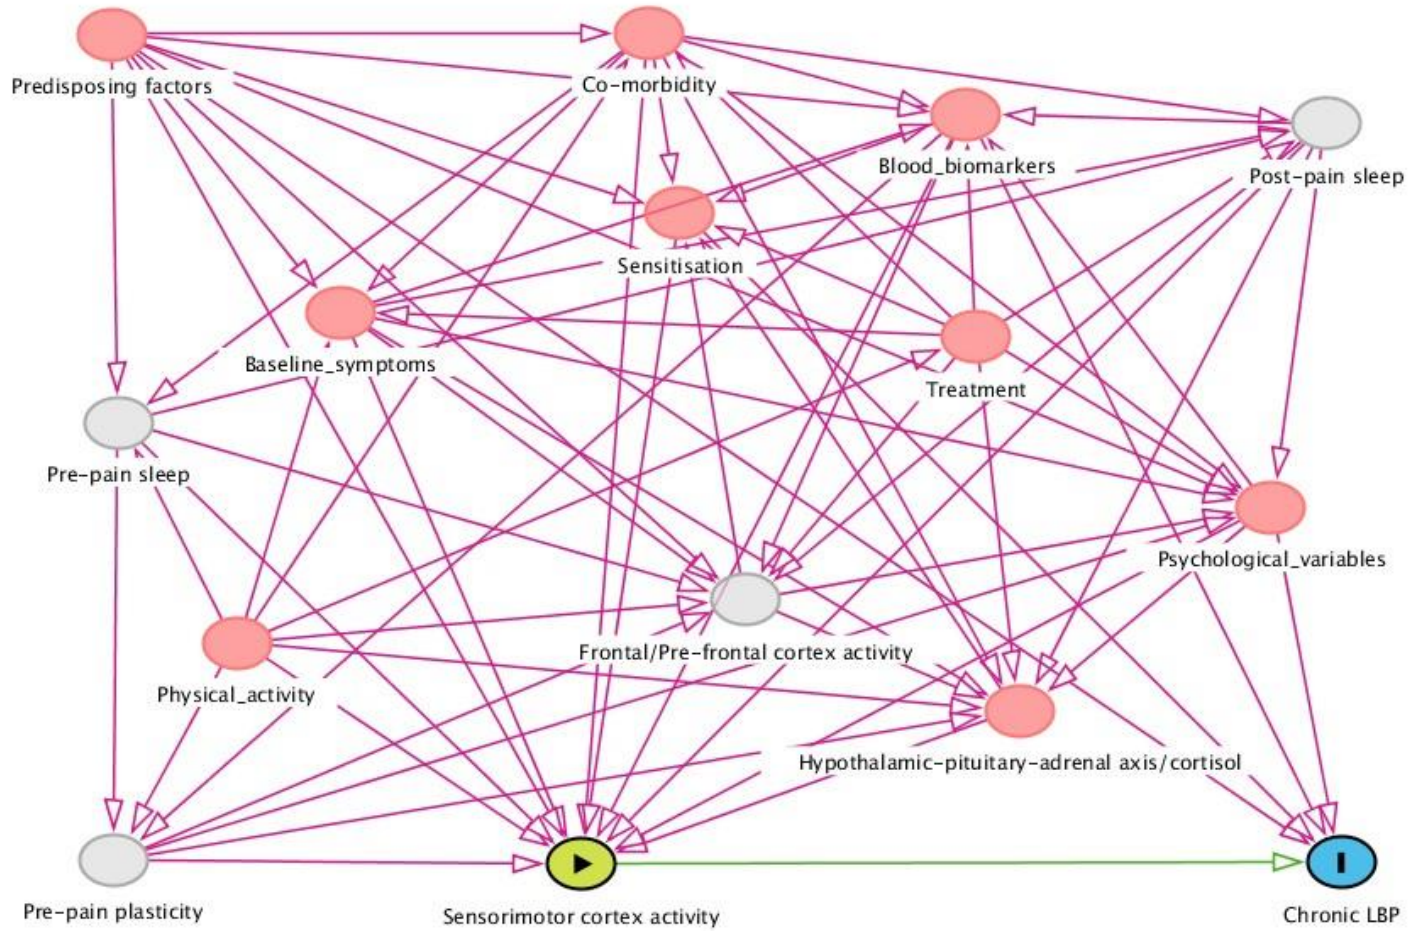 Predisposing factors
Co-morbidity
Blood_biomarkers
Post-pain sleep
Sensitisation
Baseline_symptoms
Treatment
Pre-pain sleep
Psychological_variables
Frontal/Pre-frontal cortex activity
Physical_activity
Hypothalamic-pituitary-adrenal axis/cortisol
Pre-pain plasticity
Sensorimotor cortex activity
Chronic LBP